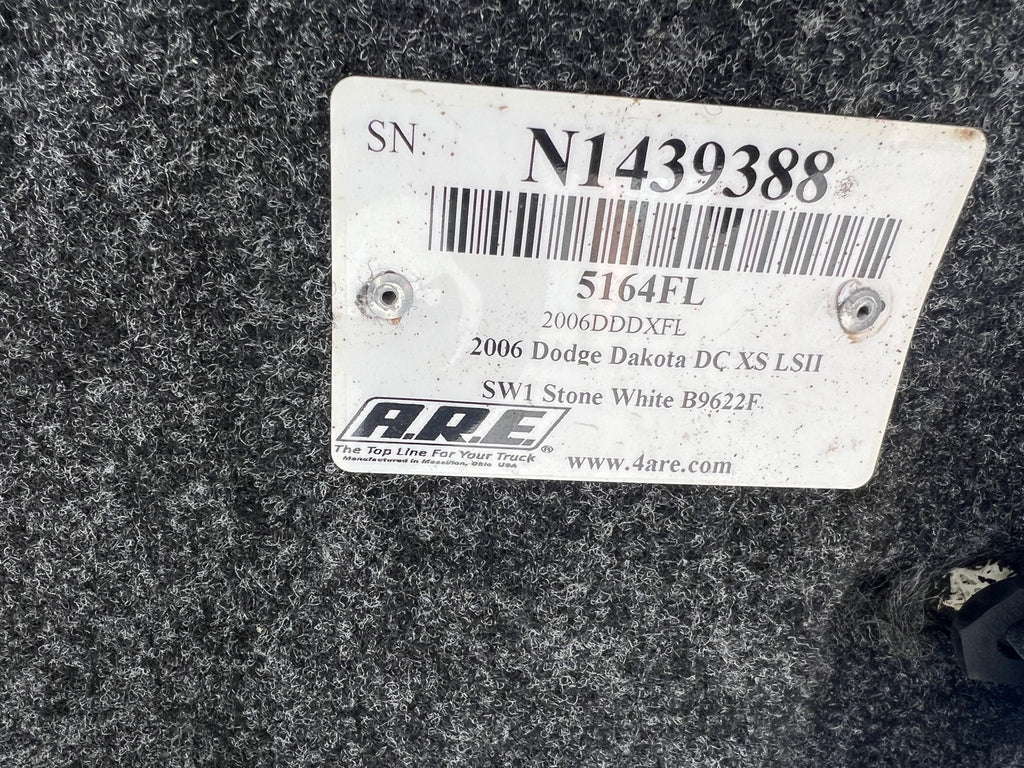 SN: N1439388
5164FL
2006DDDXFL
2006 Dodge Dakota DC XS LSII
SW1 Stone White B9622F
A.R.E.®
The Top Line For Your Truck
Manufactured in Massillon, Ohio USA
www.4are.com